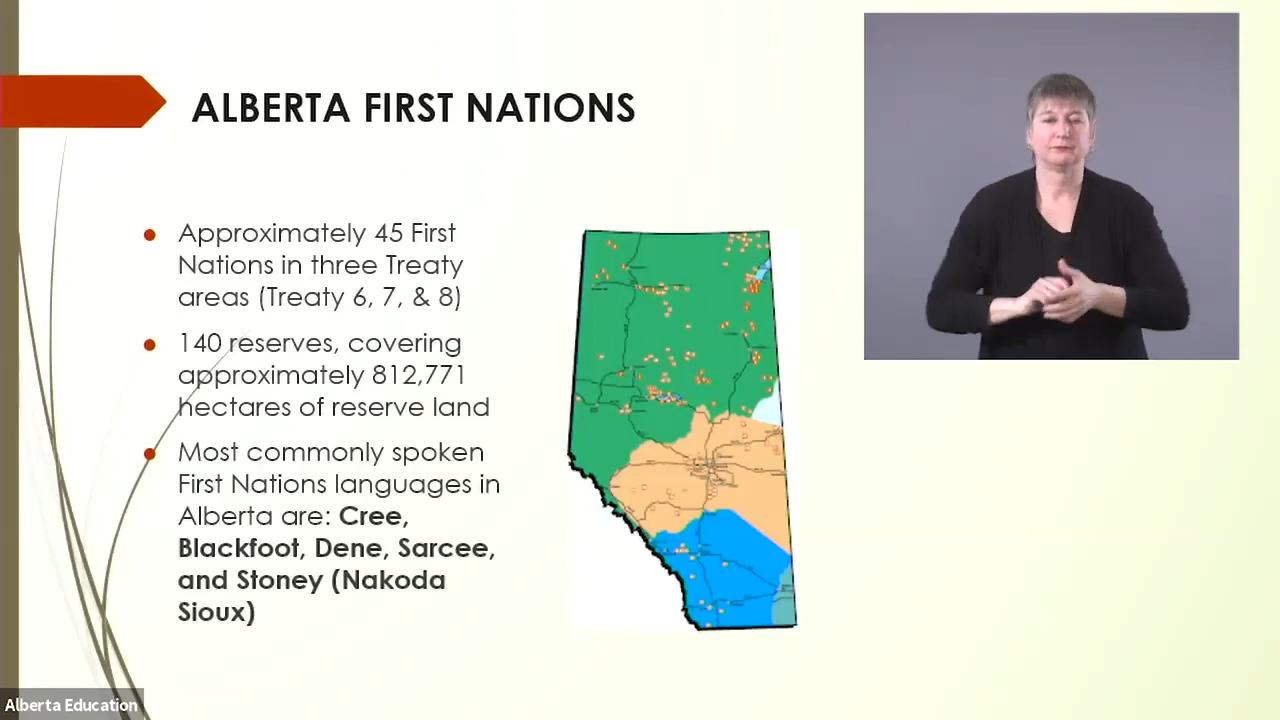 ALBERTA FIRST NATIONS
Approximately 45 First
Nations in three Treaty
areas (Treaty 6, 7, & 8)
140 reserves, covering
approximately 812,771
hectares of reserve land
Most commonly spoken
First Nations languages in
Alberta are: Cree,
Blackfoot, Dene, Sarcee,
and Stoney (Nakoda
Sioux)
Alberta Education